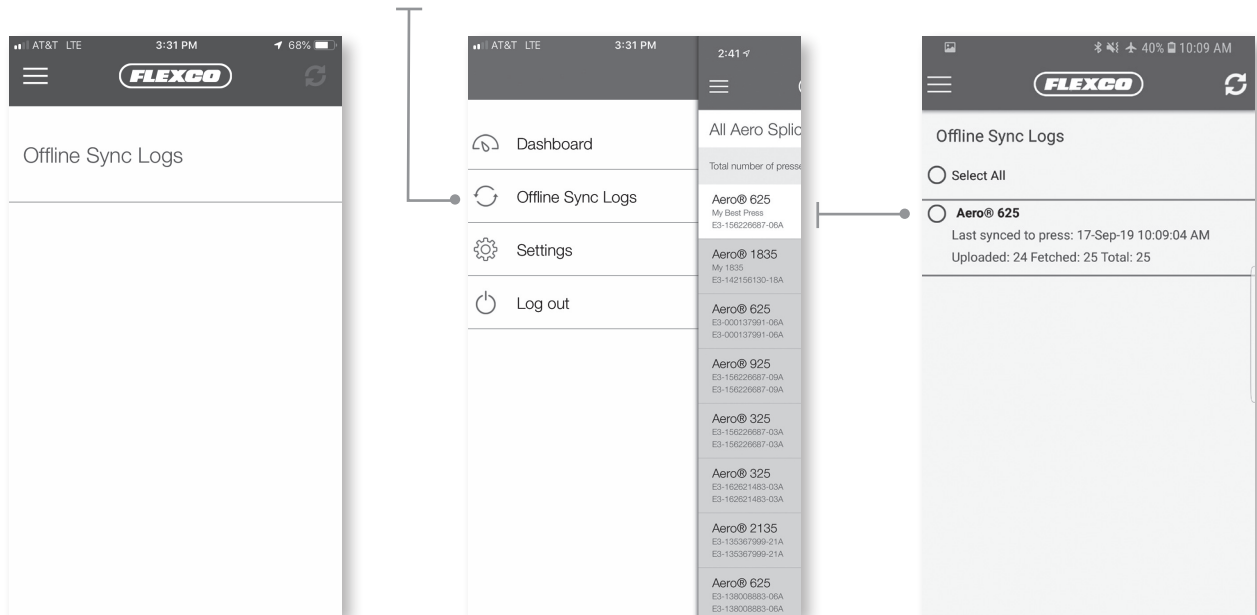 AT&T LTE 3:31 PM 68%
FLEXCO
Offline Sync Logs
AT&T LTE 3:31 PM
Dashboard
Offline Sync Logs
Settings
Log out
2:41
All Aero Splic
Total number of presse
Aero® 625
My Best Press
E3-156226687-06A
Aero® 1835
My 1835
E3-142156130-18A
Aero® 625
E3-000137991-06A
E3-000137991-06A
Aero® 925
E3-156226687-09A
E3-156226687-09A
Aero® 325
E3-156226687-03A
E3-156226687-03A
Aero® 325
E3-162621483-03A
E3-162621483-03A
Aero® 2135
E3-135367999-21A
E3-135367999-21A
Aero® 625
E3-138008883-06A
E3-138008883-06A
40% 10:09 AM
FLEXCO
Offline Sync Logs
Select All
Aero® 625
Last synced to press: 17-Sep-19 10:09:04 AM
Uploaded: 24 Fetched: 25 Total: 25